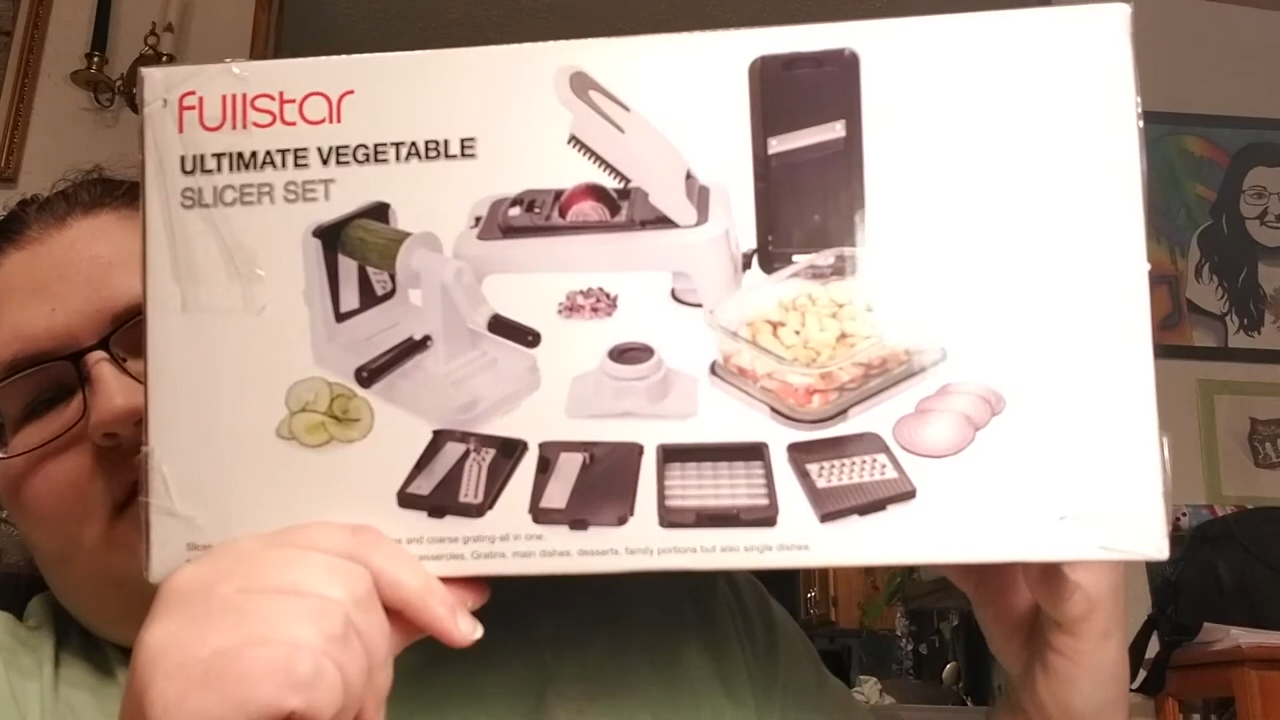 fullstar
ULTIMATE VEGETABLE
SLICER SET
and coarse grating-all in one.
Gratins, main dishes, desserts, family portions but also single dishes.